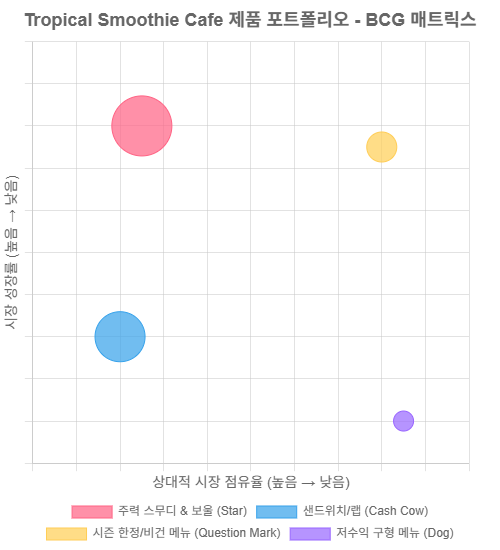 Tropical Smoothie Cafe 제품 포트폴리오 - BCG 매트릭스
시장 성장률 (높음 → 낮음)
상대적 시장 점유율 (높음 → 낮음)
주력 스무디 & 보울 (Star) 샌드위치/랩 (Cash Cow)
시즌 한정/비건 메뉴 (Question Mark) 저수익 구형 메뉴 (Dog)